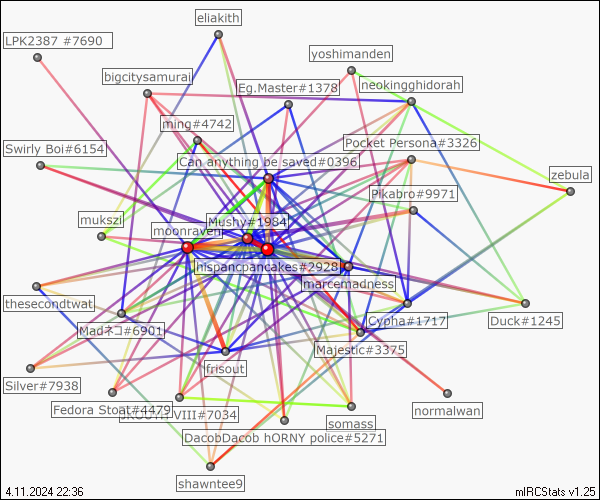 eliakith
LPK2387 #7690
yoshimanden
bigcitysamurai
Eg.Master#1378
neokingghidorah
ming#4742
Pocket Persona#3326
Swirly Boi#6154
Can anything be saved#0396
zebula
Pikabro#9971
mukszi
Mushy#1984
moonraven
hispancpancakes#2928
marcemadness
thesecondtwat
Cypha#1717
Duck#1245
Madネコ#6901
Majestic#3375
frisout
Silver#7938
Fedora Stoat#4479
VIII#7034
normalwan
somass
DacobDacob hORNY police#5271
shawntee9
4.11.2024 22:36
mIRCStats v1.25